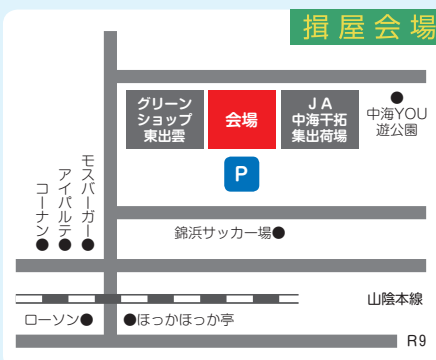 揖屋会場
グリーン
ショップ
東出雲
会場
JA
中海干拓
集出荷場
中海YOU
遊公園
P
モスバーガー
アイパルテ
コーナン
錦浜サッカー場
山陰本線
ローソン
ほっかほっか亭
R9